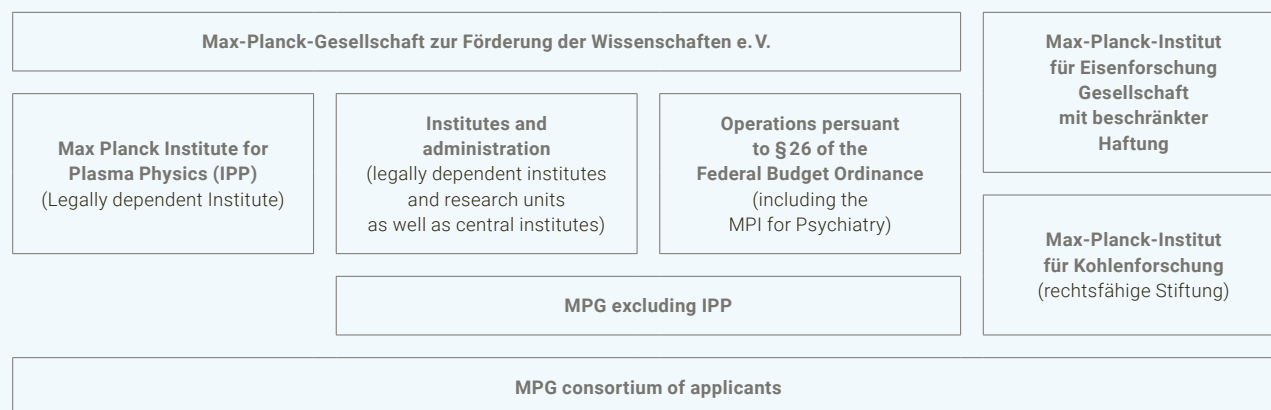 Max-Planck-Gesellschaft zur Förderung der Wissenschaften e. V.
Max Planck Institute for
Plasma Physics (IPP)
(Legally dependent Institute)
Institutes and
administration
(legally dependent institutes
and research units
as well as central institutes)
Operations persuant
to § 26 of the
Federal Budget Ordinance
(including the
MPI for Psychiatry)
MPG excluding IPP
Max-Planck-Institut
für Eisenforschung
Gesellschaft
mit beschränkter
Haftung
Max-Planck-Institut
für Kohlenforschung
(rechtsfähige Stiftung)
MPG consortium of applicants